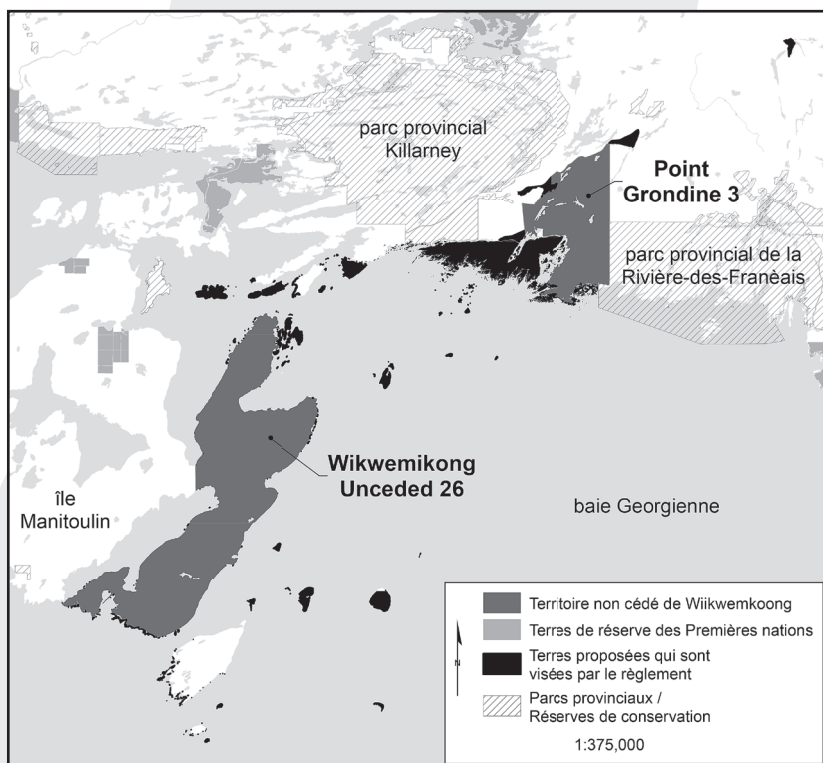 parc provincial
Killarney
Point
Grondine 3
parc provincial de la
Rivière-des-Franèais
Wikwemikong
Unceded 26
île
Manitoulin
baie Georgienne
Territoire non cédé de Wiikwemkoong
Terres de réserve des Premières nations
Terres proposées qui sont
visées par le règlement
Parcs provinciaux /
Réserves de conservation
N
1:375,000